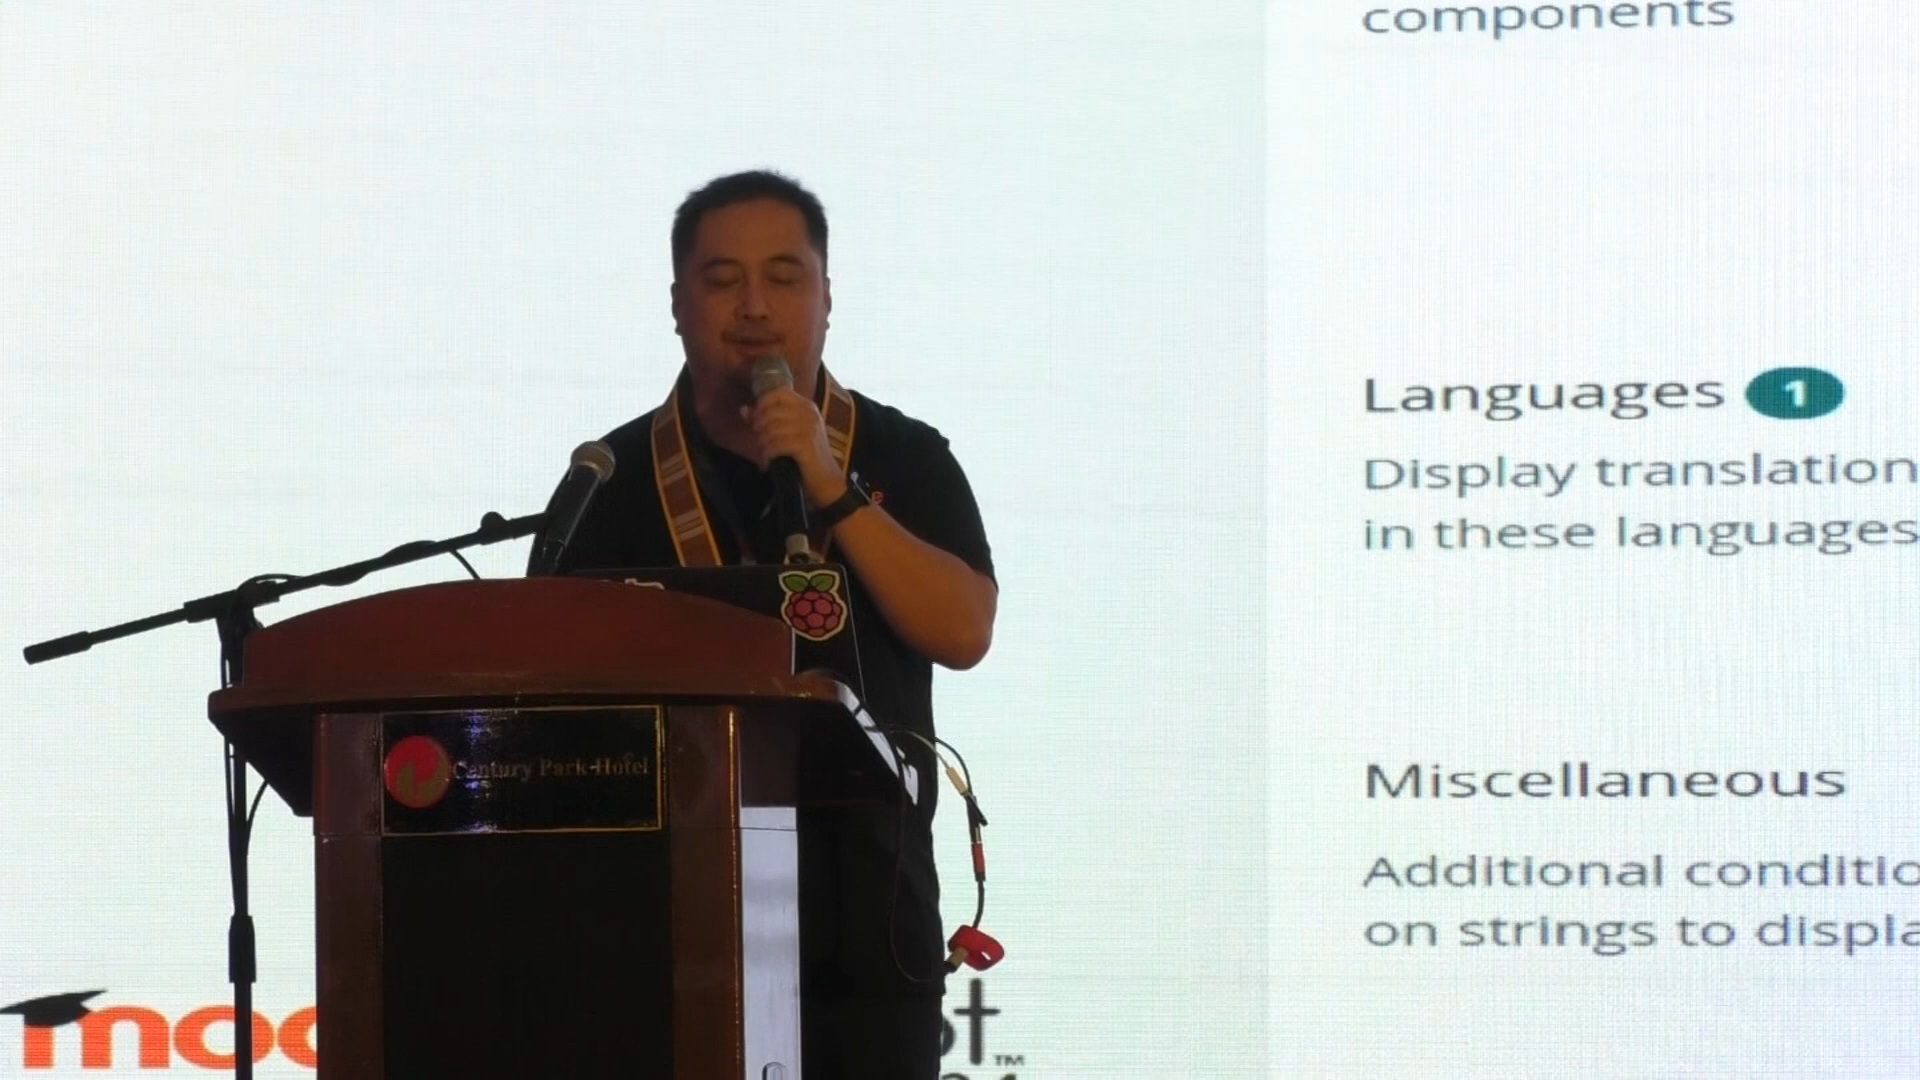 components
Languages 1
Display translation
in these languages
Miscellaneous
Additional conditio
on strings to displa
Century Park Hotel
moo
t™